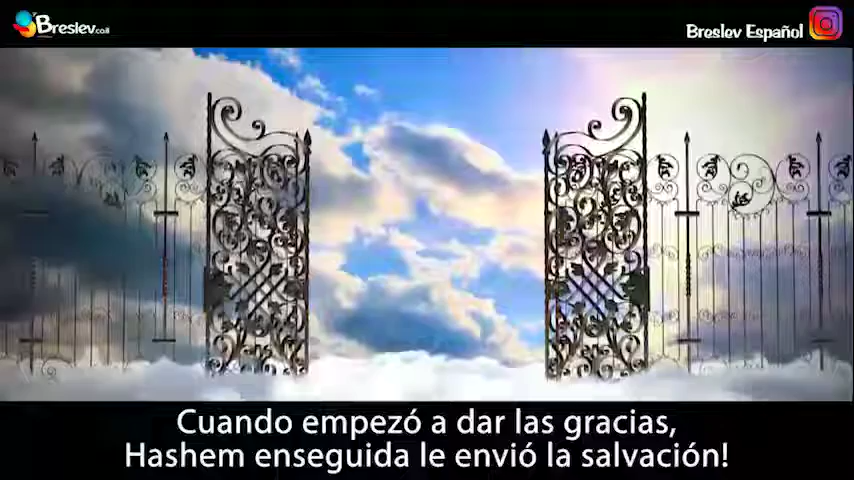 Breslev.co.il
Breslev Español
Cuando empezó a dar las gracias,
Hashem enseguida le envió la salvación!